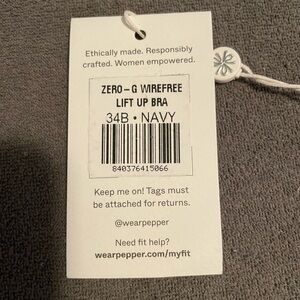 Ethically made. Responsibly
crafted. Women empowered.
ZERO-G WIREFREE
LIFT UP BRA
34B • NAVY
840376415066
Keep me on! Tags must
be attached for returns.
@wearpepper
Need fit help?
wearpepper.com/myfit